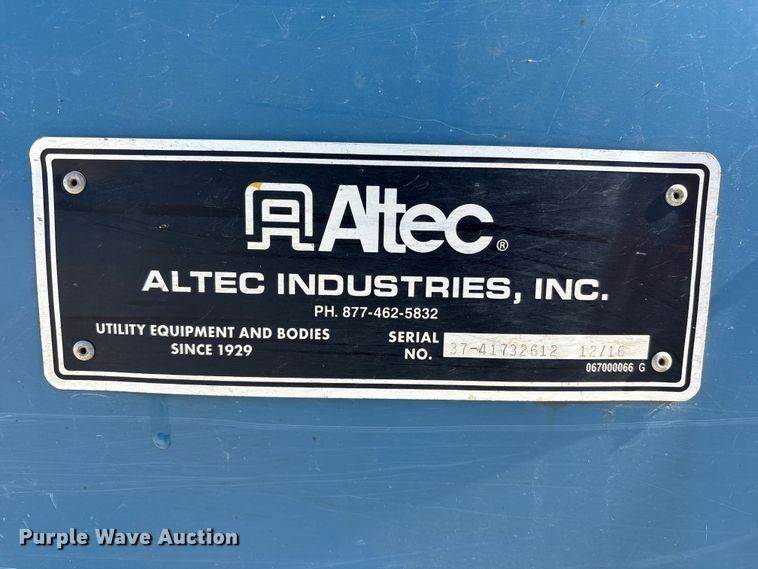 Altec®
ALTEC INDUSTRIES, INC.
PH. 877-462-5832
UTILITY EQUIPMENT AND BODIES
SINCE 1929
SERIAL
NO. 37-41732612 12/16
067000066 G
Purple Wave Auction